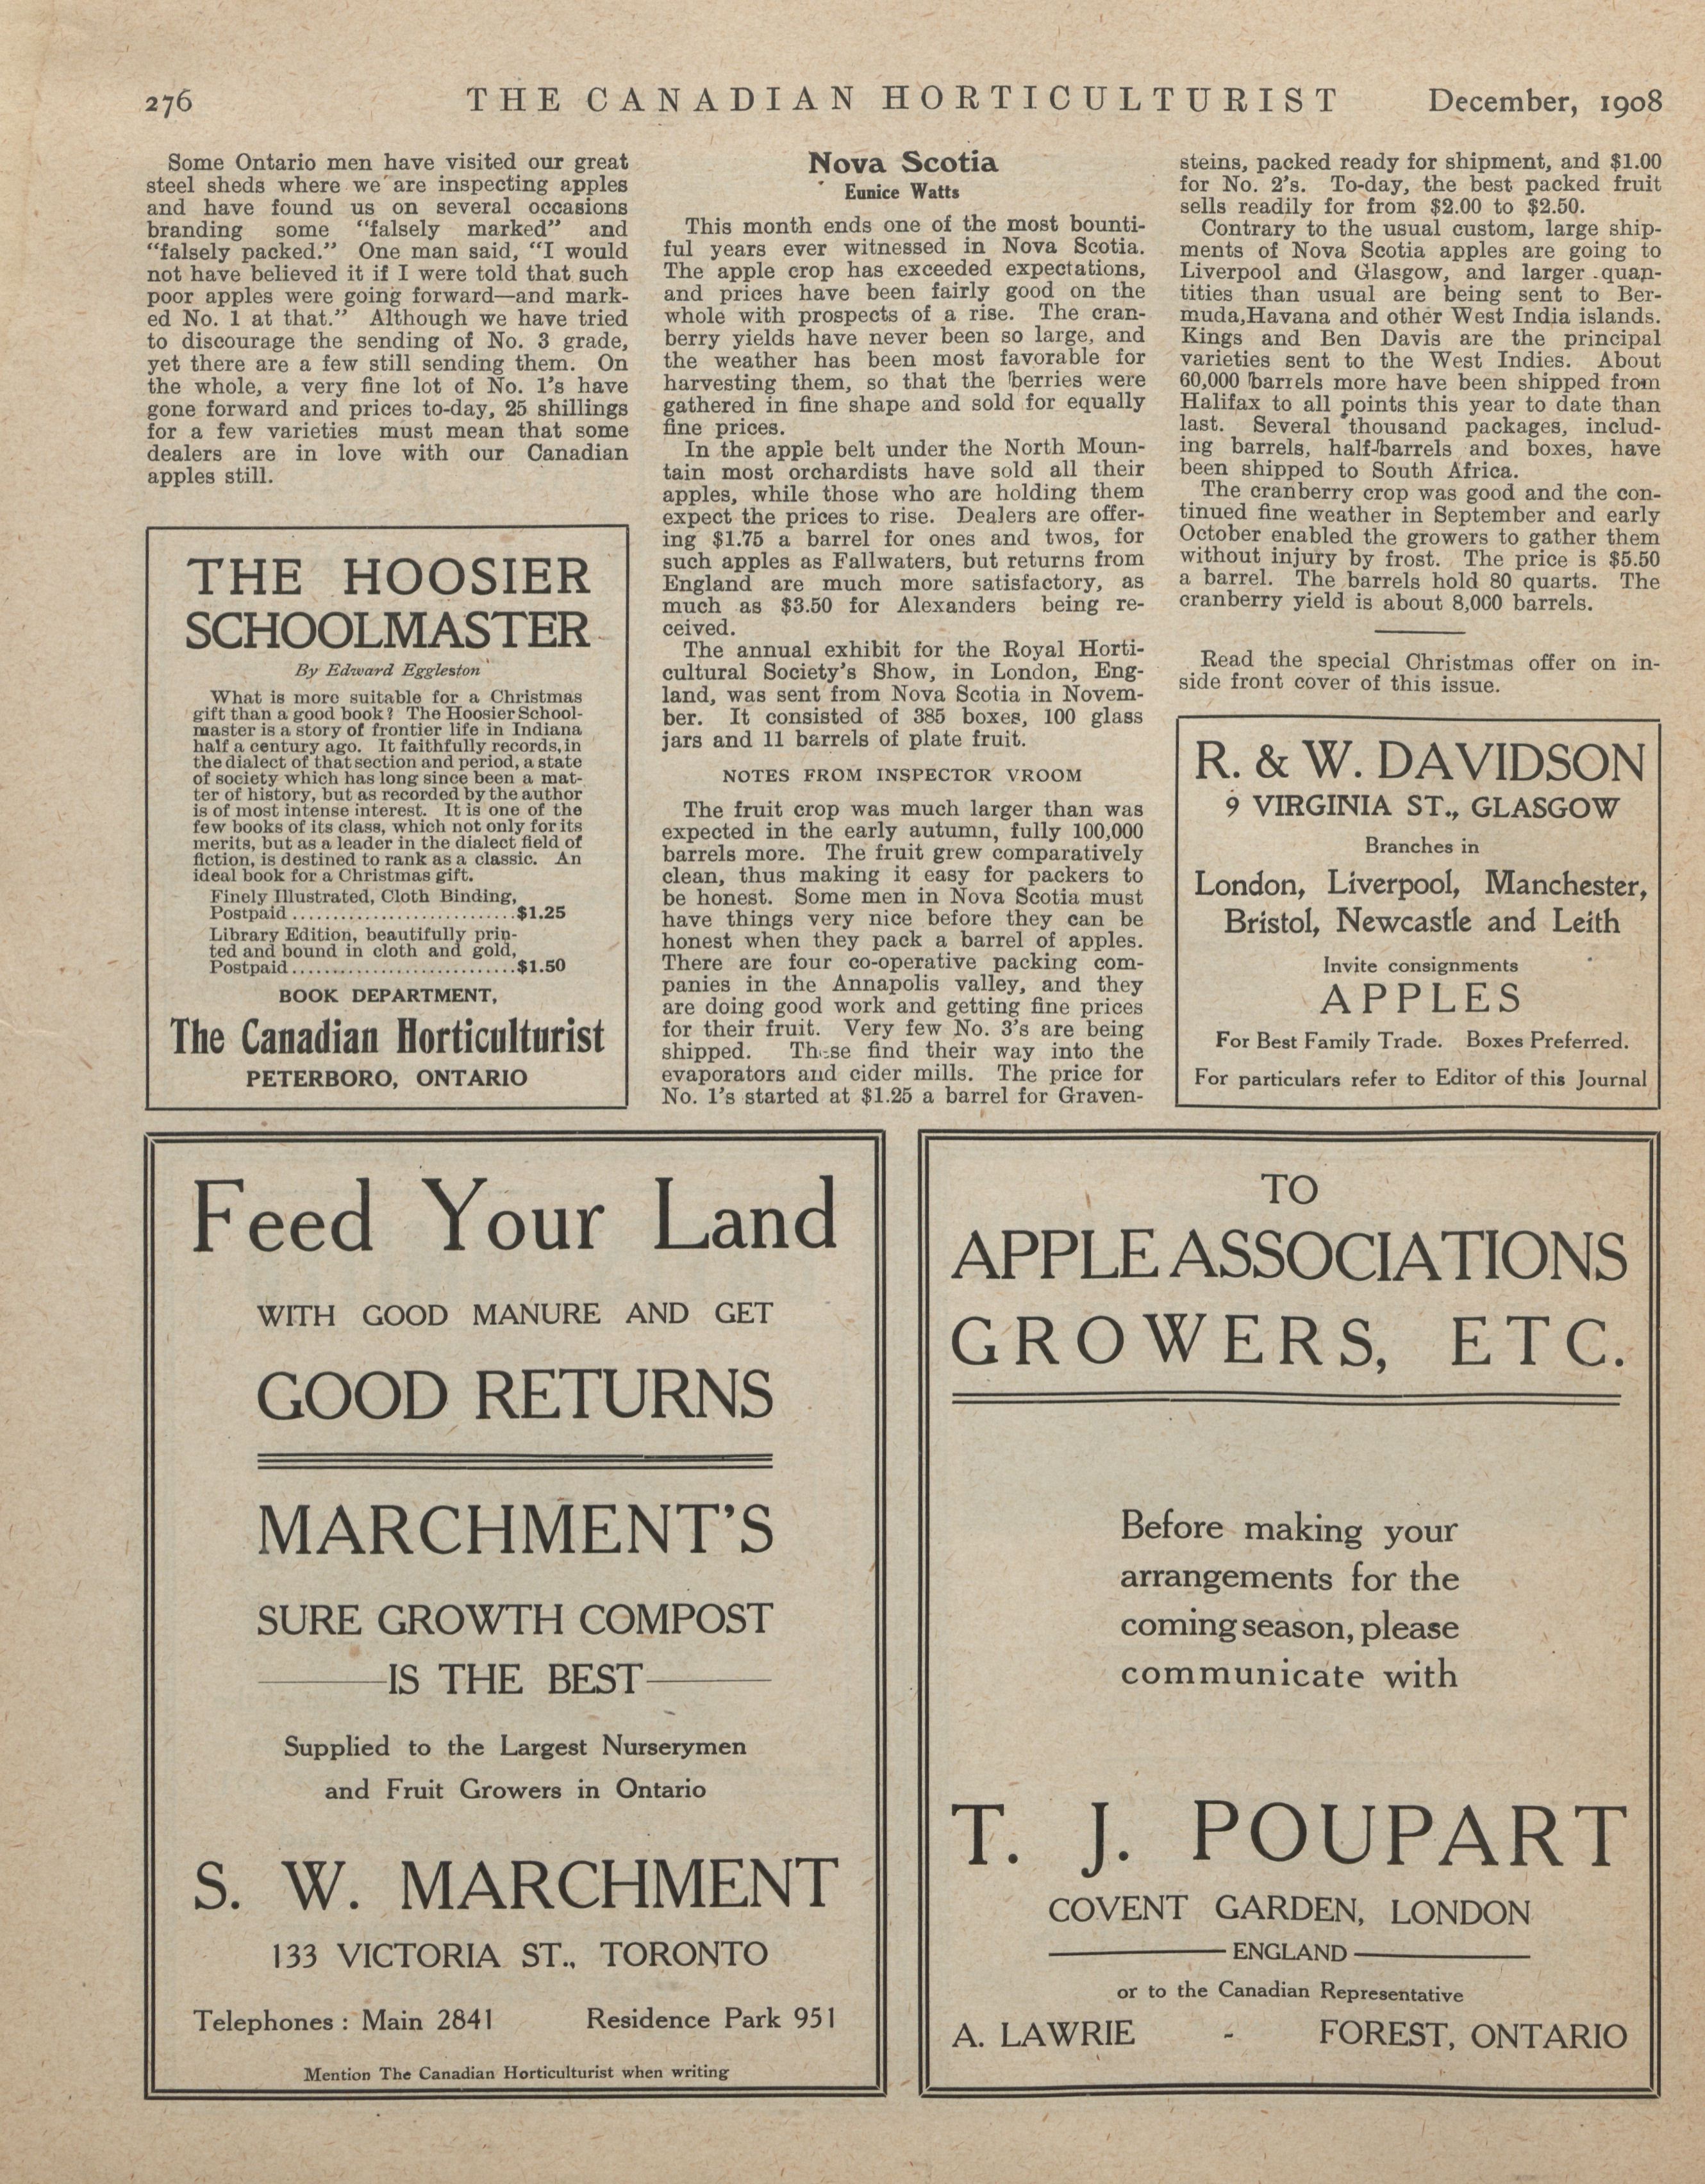 276
THE CANADIAN HORTICULTURIST
December, 1908
Some Ontario men have visited our great
steel sheds where we are inspecting apples
and have found us on several occasions
branding some "falsely marked" and
"falsely packed." One man said, "I would
not have believed it if I were told that such
poor apples were going forward—and mark-
ed No. 1 at that." Although we have tried
to discourage the sending of No. 3 grade,
yet there are a few still sending them. On
the whole, a very fine lot of No. 1's have
gone forward and prices to-day, 25 shillings
for a few varieties must mean that some
dealers are in love with our Canadian
apples still.
THE HOOSIER
SCHOOLMASTER
By Edward Eggleston
What is more suitable for a Christmas
gift than a good book? The Hoosier School-
master is a story of frontier life in Indiana
half a century ago. It faithfully records, in
the dialect of that section and period, a state
of society which has long since been a mat-
ter of history, but as recorded by the author
is of most intense interest. It is one of the
few books of its class, which not only for its
merits, but as a leader in the dialect field of
fiction, is destined to rank as a classic. An
ideal book for a Christmas gift.
Finely Illustrated, Cloth Binding,
Postpaid............................$1.25
Library Edition, beautifully prin-
ted and bound in cloth and gold,
Postpaid............................$1.50
BOOK DEPARTMENT,
The Canadian Horticulturist
PETERBORO, ONTARIO
Nova Scotia
Eunice Watts
This month ends one of the most bounti-
ful years ever witnessed in Nova Scotia.
The apple crop has exceeded expectations,
and prices have been fairly good on the
whole with prospects of a rise. The cran-
berry yields have never been so large, and
the weather has been most favorable for
harvesting them, so that the berries were
gathered in fine shape and sold for equally
fine prices.
In the apple belt under the North Moun-
tain most orchardists have sold all their
apples, while those who are holding them
expect the prices to rise. Dealers are offer-
ing $1.75 a barrel for ones and twos, for
such apples as Fallwaters, but returns from
England are much more satisfactory, as
much as $3.50 for Alexanders being re-
ceived.
The annual exhibit for the Royal Horti-
cultural Society's Show, in London, Eng-
land, was sent from Nova Scotia in Novem-
ber. It consisted of 385 boxes, 100 glass
jars and 11 barrels of plate fruit.
NOTES FROM INSPECTOR VROOM
The fruit crop was much larger than was
expected in the early autumn, fully 100,000
barrels more. The fruit grew comparatively
clean, thus making it easy for packers to
be honest. Some men in Nova Scotia must
have things very nice before they can be
honest when they pack a barrel of apples.
There are four co-operative packing com-
panies in the Annapolis valley, and they
are doing good work and getting fine prices
for their fruit. Very few No. 3's are being
shipped. These find their way into the
evaporators and cider mills. The price for
No. 1's started at $1.25 a barrel for Graven-
steins, packed ready for shipment, and $1.00
for No. 2's. To-day, the best packed fruit
sells readily for from $2.00 to $2.50.
Contrary to the usual custom, large ship-
ments of Nova Scotia apples are going to
Liverpool and Glasgow, and larger quan-
tities than usual are being sent to Ber-
muda,Havana and other West India islands.
Kings and Ben Davis are the principal
varieties sent to the West Indies. About
60,000 barrels more have been shipped from
Halifax to all points this year to date than
last. Several thousand packages, includ-
ing barrels, half-barrels and boxes, have
been shipped to South Africa.
The cranberry crop was good and the con-
tinued fine weather in September and early
October enabled the growers to gather them
without injury by frost. The price is $5.50
a barrel. The barrels hold 80 quarts. The
cranberry yield is about 8,000 barrels.
Read the special Christmas offer on in-
side front cover of this issue.
R. & W. DAVIDSON
9 VIRGINIA ST., GLASGOW
Branches in
London, Liverpool, Manchester,
Bristol, Newcastle and Leith
Invite consignments
APPLES
For Best Family Trade. Boxes Preferred.
For particulars refer to Editor of this Journal
Feed Your Land
WITH GOOD MANURE AND GET
GOOD RETURNS
MARCHMENT'S
SURE GROWTH COMPOST
IS THE BEST
Supplied to the Largest Nurserymen
and Fruit Growers in Ontario
S. W. MARCHMENT
133 VICTORIA ST., TORONTO
Telephones : Main 2841 Residence Park 951
Mention The Canadian Horticulturist when writing
TO
APPLE ASSOCIATIONS
GROWERS, ETC.
Before making your
arrangements for the
coming season, please
communicate with
T. J. POUPART
COVENT GARDEN, LONDON
ENGLAND
or to the Canadian Representative
A. LAWRIE - FOREST, ONTARIO